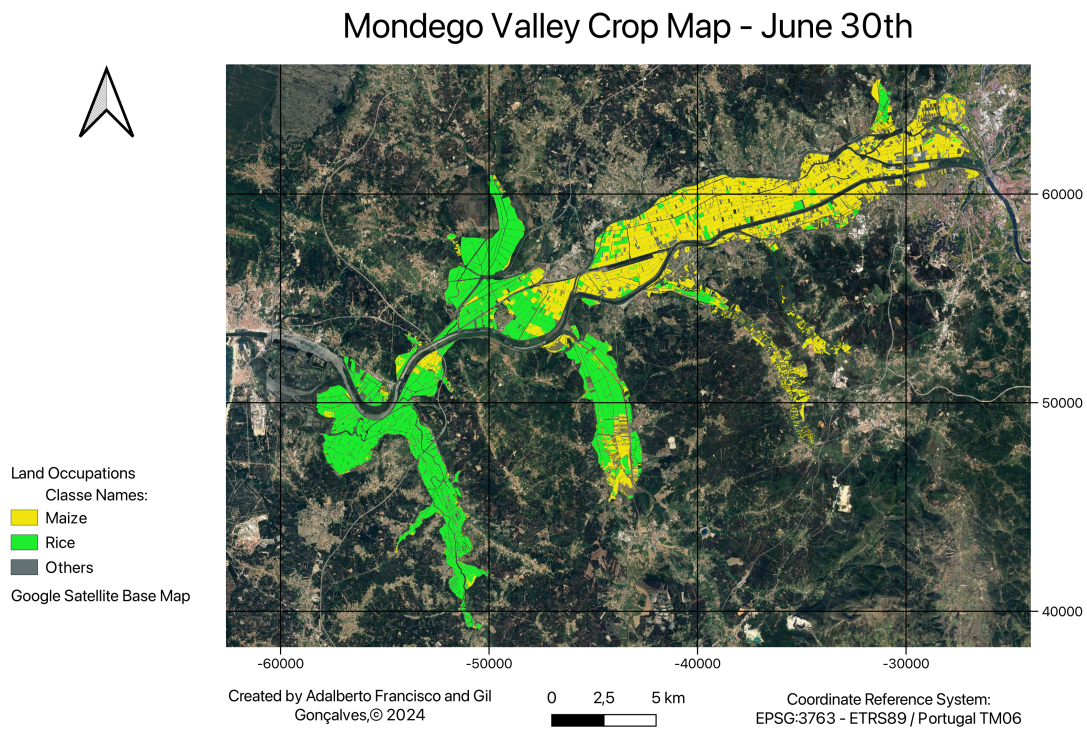 Mondego Valley Crop Map - June 30th
60000
50000
40000
-60000
-50000
-40000
-30000
Land Occupations
Classe Names:
Maize
Rice
Others
Google Satellite Base Map
Created by Adalberto Francisco and Gil
Gonçalves,© 2024
0 2,5 5 km
Coordinate Reference System:
EPSG:3763 - ETRS89 / Portugal TM06